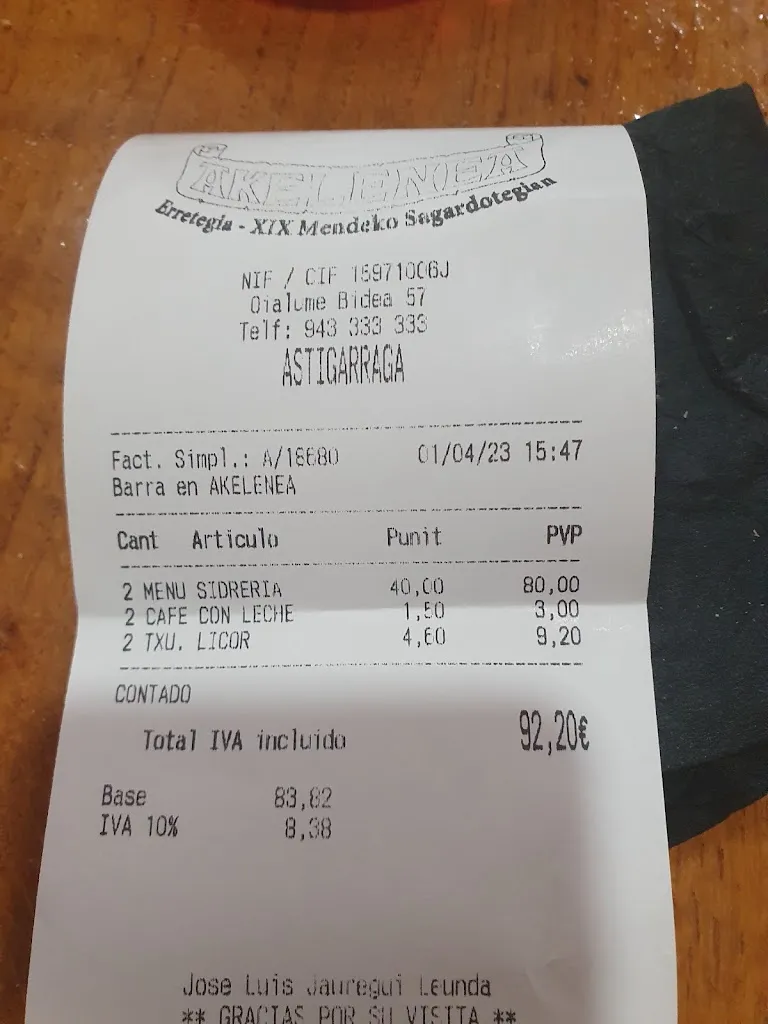 AKELENEA
Erretegia - XIX Mendeko Sagardotegian
NIF / CIF 15971006J
Oialume Bidea 57
Telf: 943 333 333
ASTIGARRAGA
Fact. Simpl.: A/18680 01/04/23 15:47
Barra en AKELENEA
Cant Articulo Punit PVP
2 MENU SIDRERIA 40,00 80,00
2 CAFE CON LECHE 1,50 3,00
2 TXU. LICOR 4,60 9,20
CONTADO
Total IVA incluido 92,20€
Base 83,82
IVA 10% 8,38
Jose Luis Jauregui Leunda
** GRACIAS POR SU VISITA **